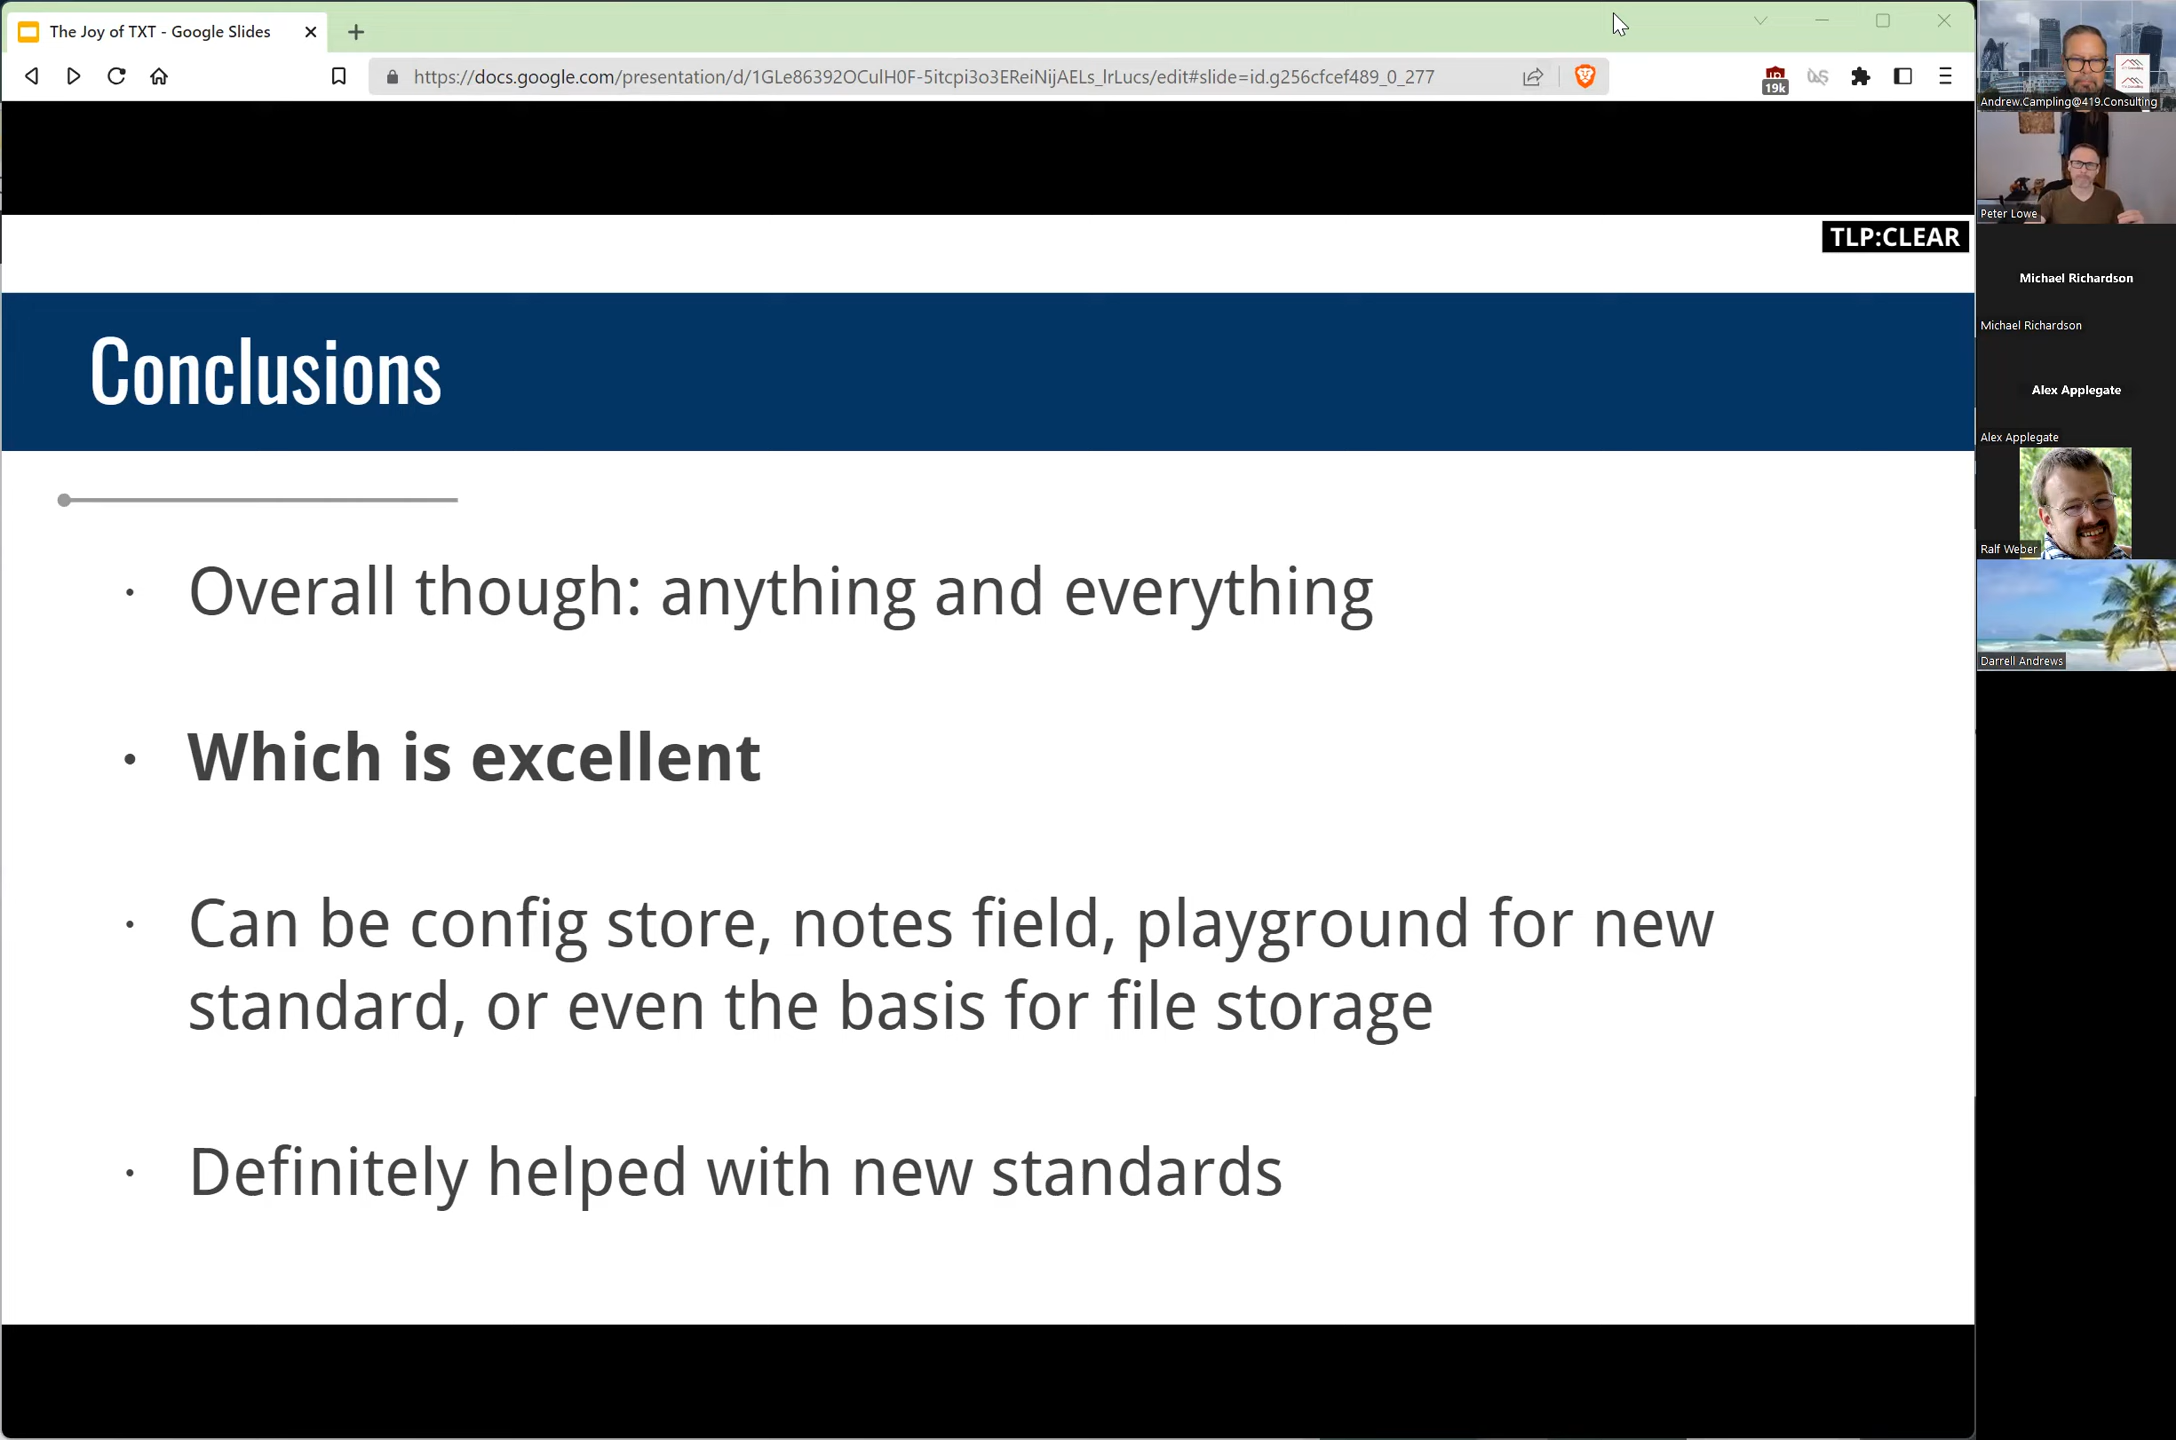 The Joy of TXT - Google Slides
https://docs.google.com/presentation/d/1GLe86392OCulH0F-5itcpi3o3EReiNijAELs_lrLucs/edit#slide=id.g256cfcef489_0_277
19k
TLP:CLEAR
Conclusions
· Overall though: anything and everything
· Which is excellent
· Can be config store, notes field, playground for new
standard, or even the basis for file storage
· Definitely helped with new standards
Andrew.Campling@419.Consulting
Peter Lowe
Michael Richardson
Michael Richardson
Alex Applegate
Alex Applegate
Ralf Weber
Darrell Andrews